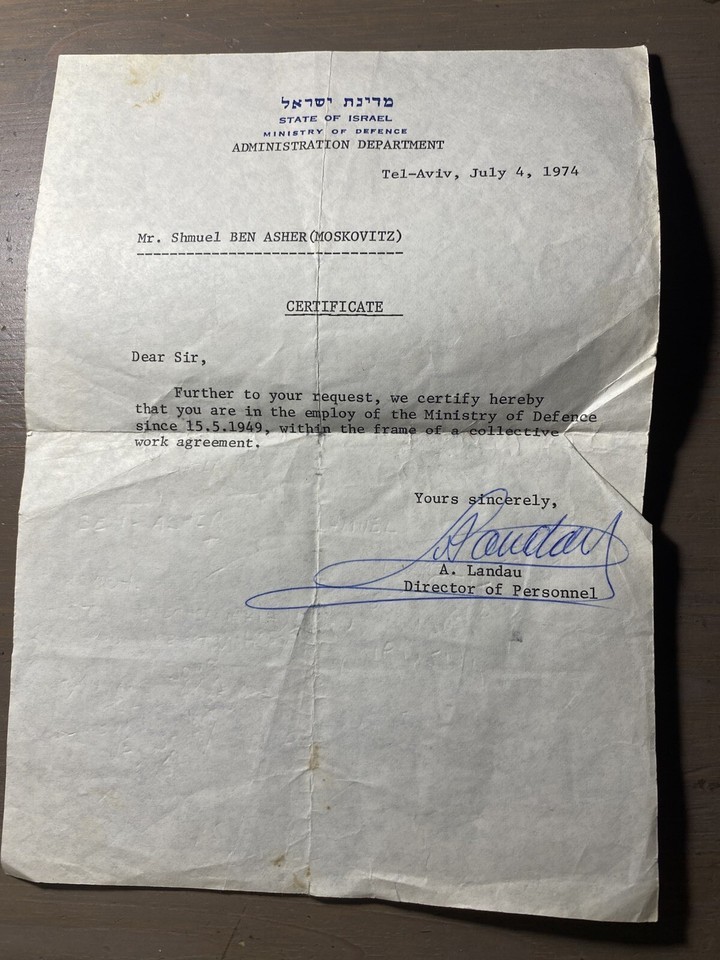 מדינת ישראל
STATE OF ISRAEL
MINISTRY OF DEFENCE
ADMINISTRATION DEPARTMENT
Tel-Aviv, July 4, 1974
Mr. Shmuel BEN ASHER(MOSKOVITZ)
CERTIFICATE
Dear Sir,
Further to your request, we certify hereby
that you are in the employ of the Ministry of Defence
since 15.5.1949, within the frame of a collective
work agreement.
Yours sincerely,
A. Landau
A. Landau
Director of Personnel